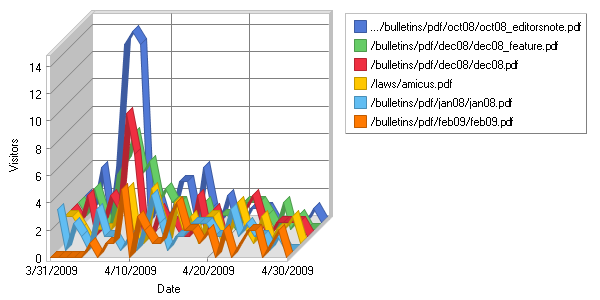 .../bulletins/pdf/oct08/oct08_editorsnote.pdf
/bulletins/pdf/dec08/dec08_feature.pdf
/bulletins/pdf/dec08/dec08.pdf
/laws/amicus.pdf
/bulletins/pdf/jan08/jan08.pdf
/bulletins/pdf/feb09/feb09.pdf
Visitors
14
12
10
8
6
4
2
0
3/31/2009 4/10/2009 4/20/2009 4/30/2009
Date